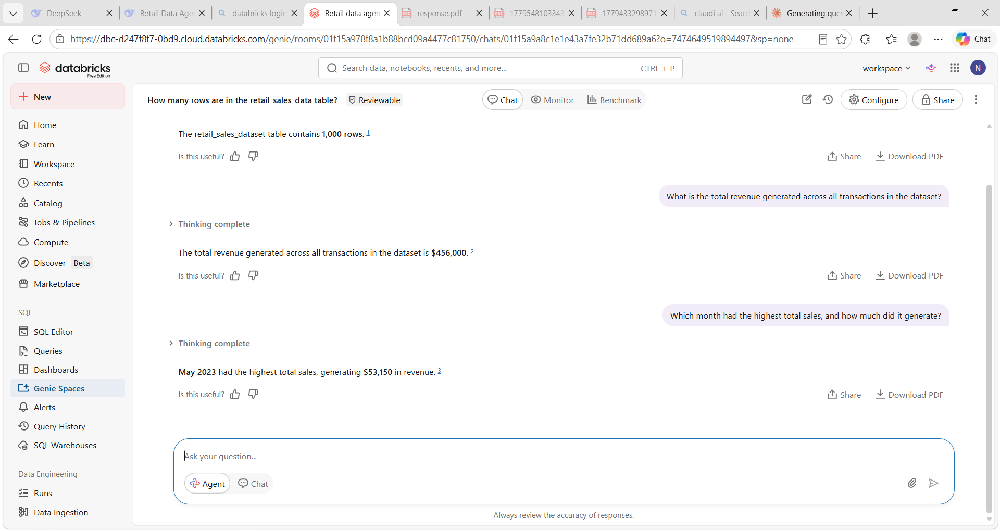 DeepSeek
Retail Data Agen
databricks login
Retail data agen
response.pdf
1779548103343
1779433298971
claudi ai - Searc
Generating ques
https://dbc-d247f8f7-0bd9.cloud.databricks.com/genie/rooms/01f15a978f8a1b88bcd09a4477c81750/chats/01f15a9a8c1e1e43a7fe32b71dd689a6?o=7474649519894497&sp=none
Chat
databricks
Free Edition
Search data, notebooks, recents, and more...
CTRL + P
workspace
N
New
Home
Learn
Workspace
Recents
Catalog
Jobs & Pipelines
Compute
Discover Beta
Marketplace
SQL
SQL Editor
Queries
Dashboards
Genie Spaces
Alerts
Query History
SQL Warehouses
Data Engineering
Runs
Data Ingestion
How many rows are in the retail_sales_data table?
Reviewable
Chat
Monitor
Benchmark
Configure
Share
The retail_sales_dataset table contains 1,000 rows. 1
Is this useful?
Share
Download PDF
What is the total revenue generated across all transactions in the dataset?
Thinking complete
The total revenue generated across all transactions in the dataset is $456,000. 2
Is this useful?
Share
Download PDF
Which month had the highest total sales, and how much did it generate?
Thinking complete
May 2023 had the highest total sales, generating $53,150 in revenue. 3
Is this useful?
Share
Download PDF
Ask your question...
Agent
Chat
Always review the accuracy of responses.